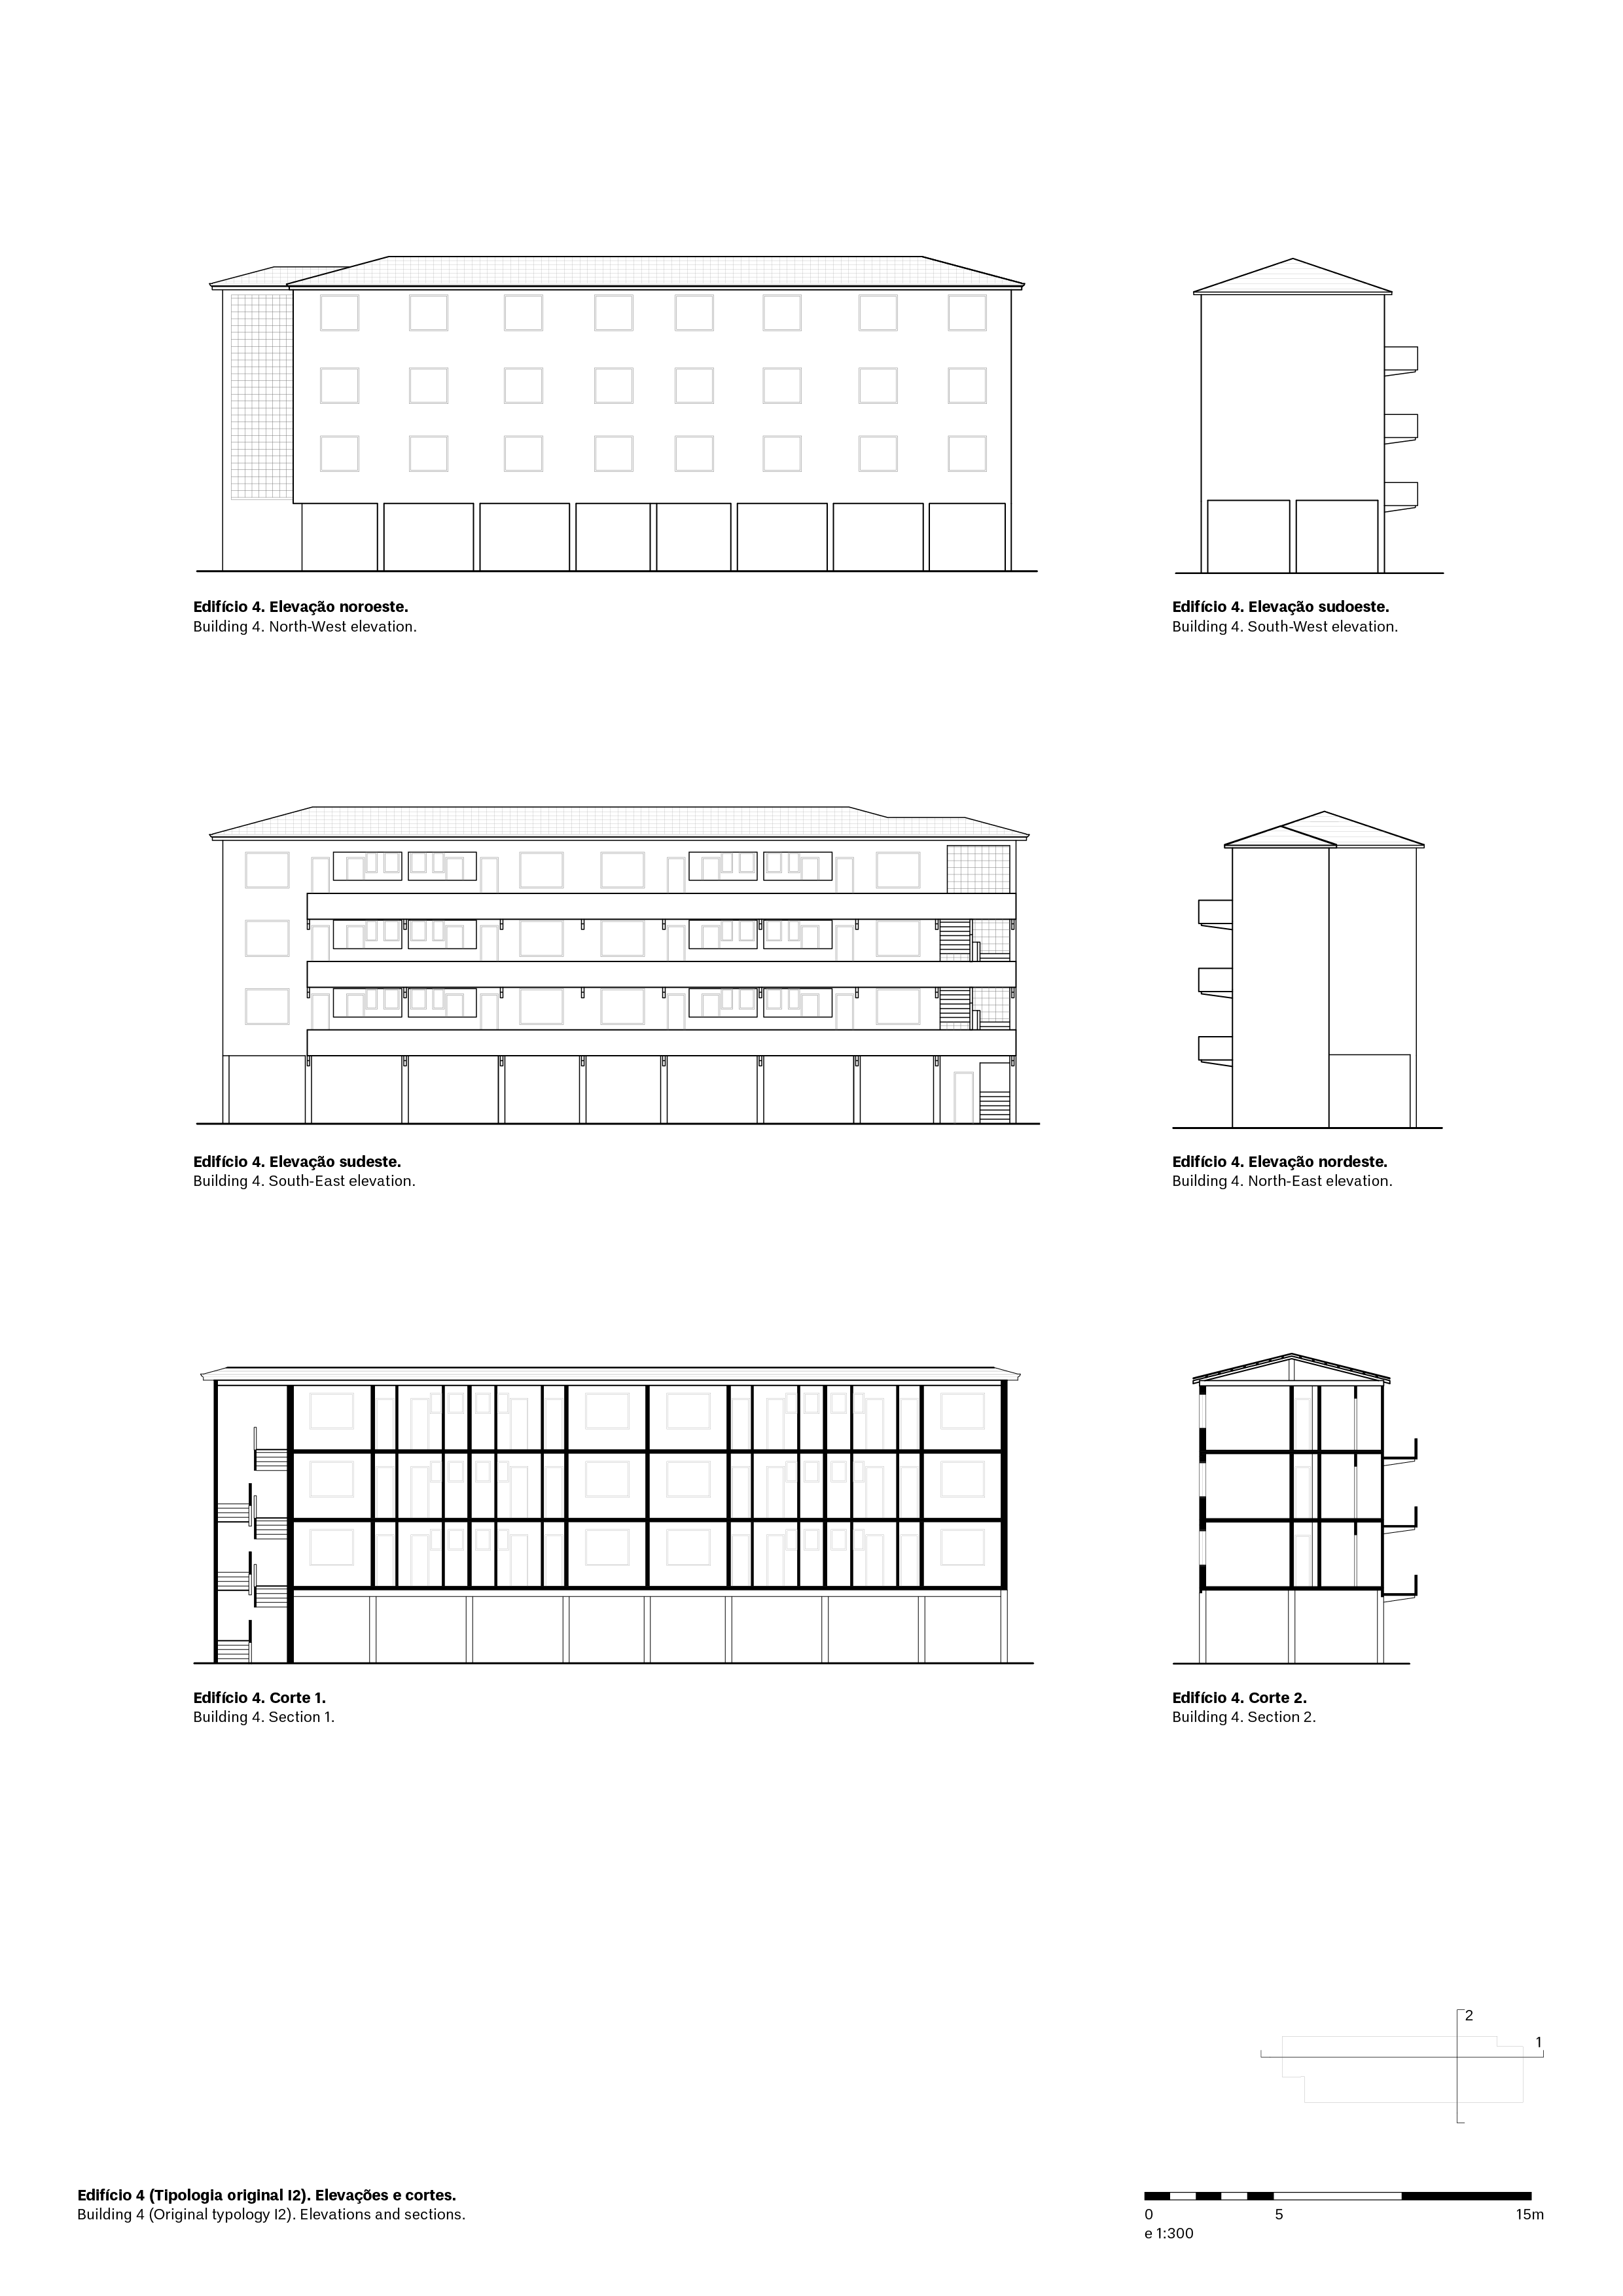 Edifício 4. Elevação noroeste.
Building 4. North-West elevation.
Edifício 4. Elevação sudoeste.
Building 4. South-West elevation.
Edifício 4. Elevação sudeste.
Building 4. South-East elevation.
Edifício 4. Elevação nordeste.
Building 4. North-East elevation.
Edifício 4. Corte 1.
Building 4. Section 1.
Edifício 4. Corte 2.
Building 4. Section 2.
2
1
Edifício 4 (Tipologia original I2). Elevações e cortes.
Building 4 (Original typology I2). Elevations and sections.
0 5 15m
e 1:300